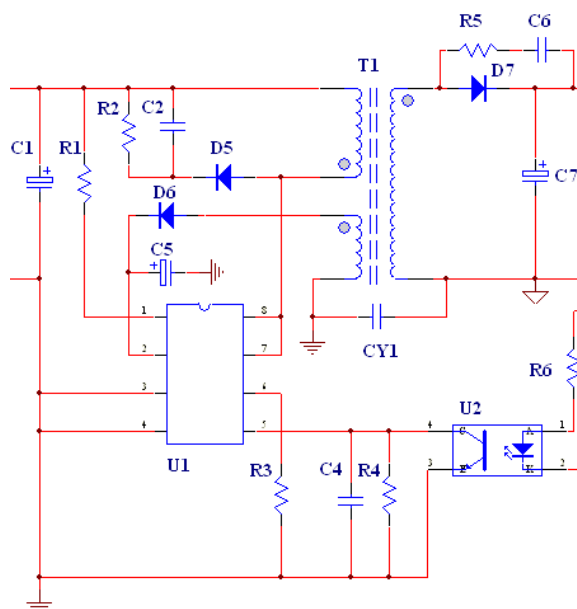 R5 C6
T1 D7
R2 C2
C1 + R1 D5 + C7
D6
C5
+
1 8
2 7
CY1
R6
3 6
U2
4 5 4 C A 1
U1 R3 C4 R4 3 E K 2